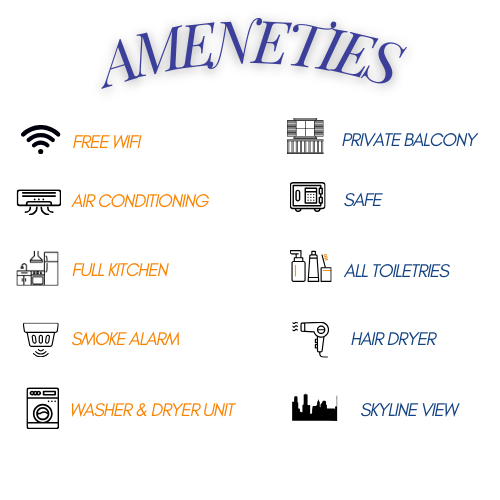 AMENETIES
FREE WIFI
PRIVATE BALCONY
AIR CONDITIONING
SAFE
FULL KITCHEN
ALL TOILETRIES
SMOKE ALARM
HAIR DRYER
WASHER & DRYER UNIT
SKYLINE VIEW